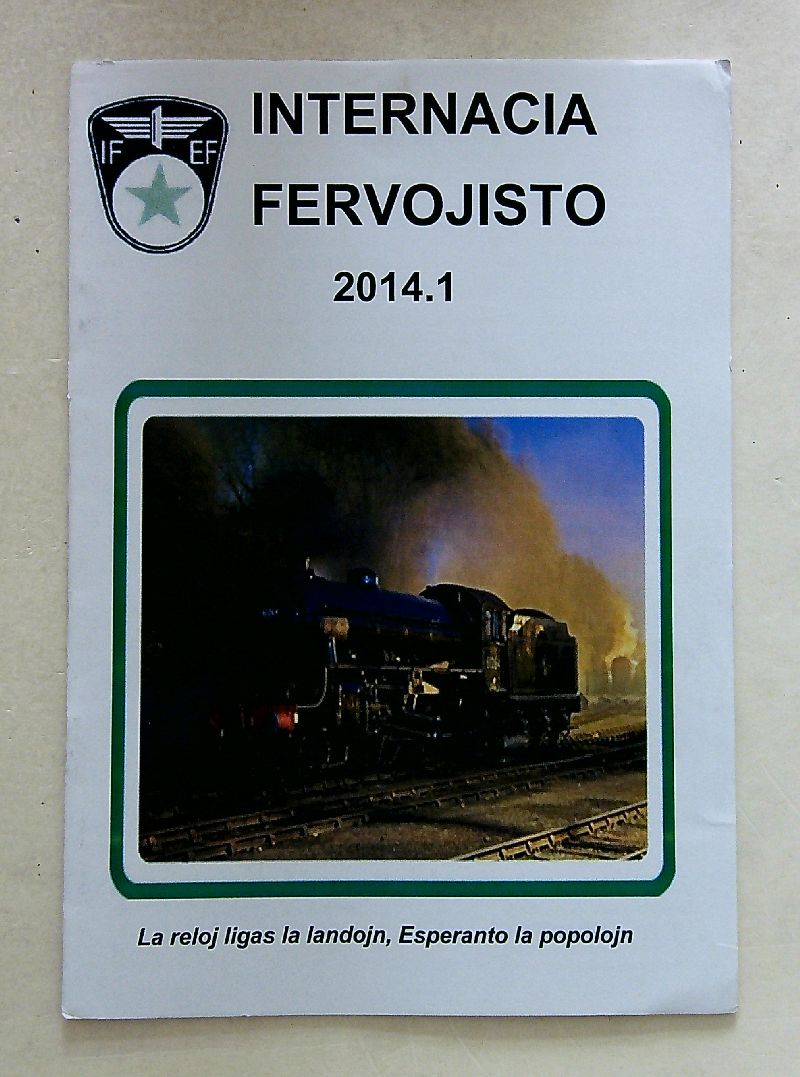 IF EF
INTERNACIA
FERVOJISTO
2014.1
La reloj ligas la landojn, Esperanto la popolojn